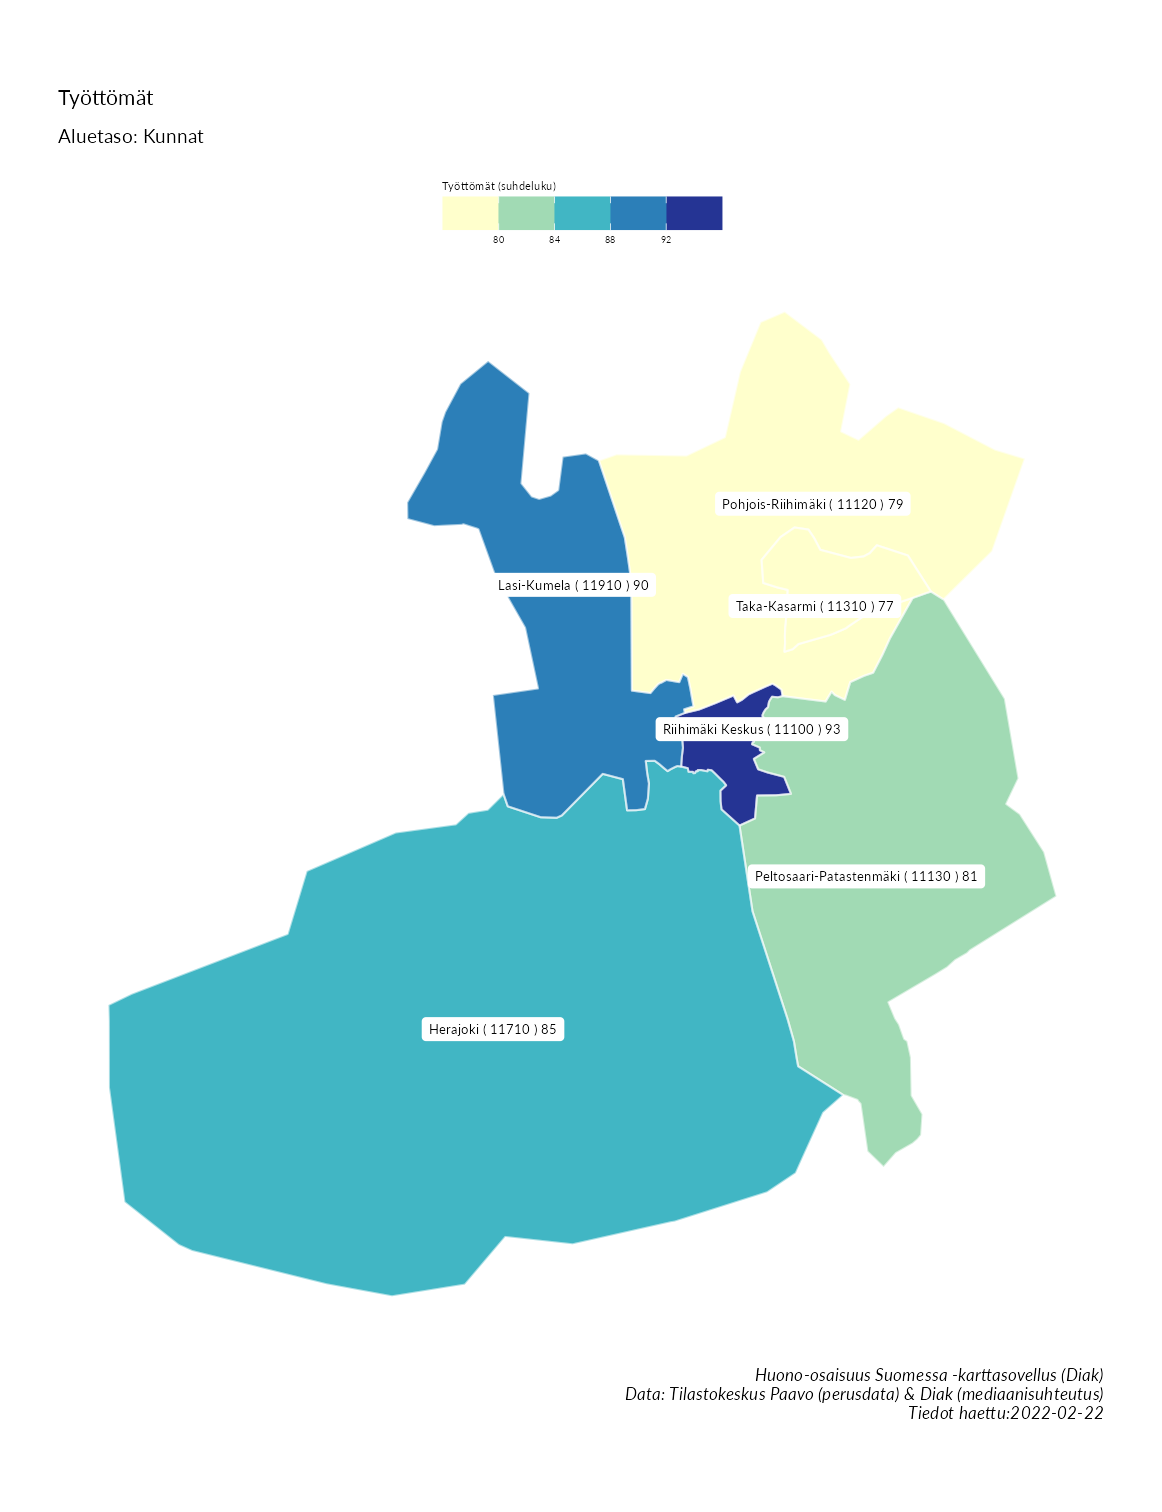 Työttömät
Aluetaso: Kunnat
Työttömät (suhdeluku)
80 84 88 92
Pohjois-Riihimäki ( 11120 ) 79
Lasi-Kumela ( 11910 ) 90
Taka-Kasarmi ( 11310 ) 77
Riihimäki Keskus ( 11100 ) 93
Peltosaari-Patastenmäki ( 11130 ) 81
Herajoki ( 11710 ) 85
Huono-osaisuus Suomessa -karttasovellus (Diak)
Data: Tilastokeskus Paavo (perusdata) & Diak (mediaanisuhteutus)
Tiedot haettu:2022-02-22